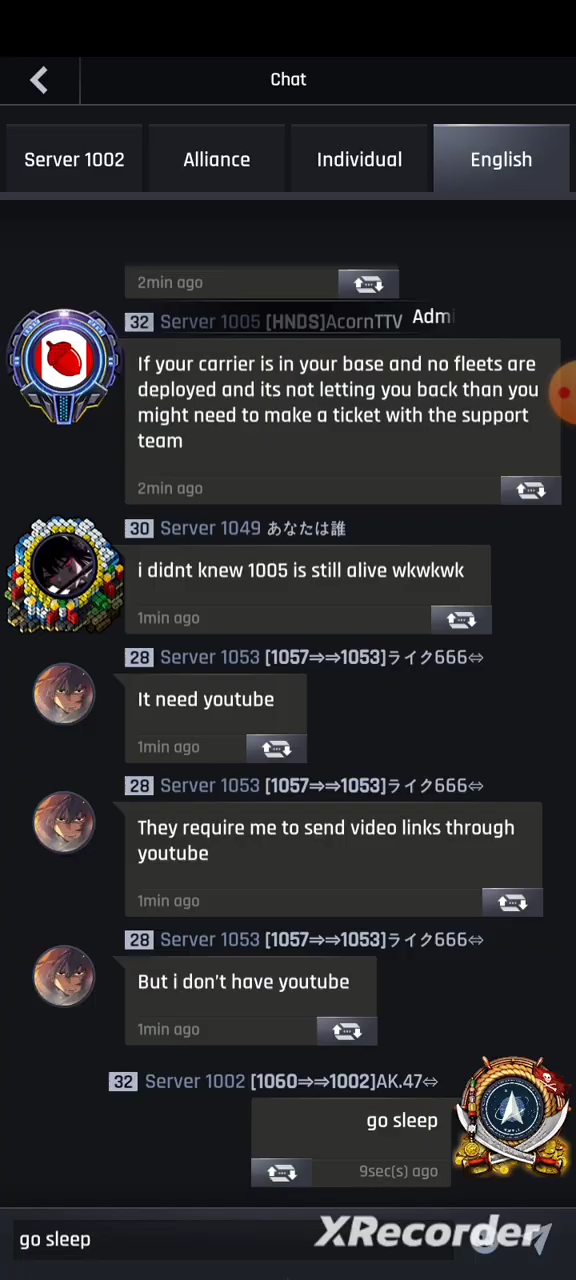 Chat
Server 1002
Alliance
Individual
English
2min ago
32 Server 1005 [HNDS]AcornTTV Admi
If your carrier is in your base and no fleets are
deployed and its not letting you back than you
might need to make a ticket with the support
team
2min ago
30 Server 1049 あなたは誰
i didnt knew 1005 is still alive wkwkwk
1min ago
28 Server 1053 [1057⇒⇒1053]ライク666⇔
It need youtube
1min ago
28 Server 1053 [1057⇒⇒1053]ライク666⇔
They require me to send video links through
youtube
1min ago
28 Server 1053 [1057⇒⇒1053]ライク666⇔
But i don't have youtube
1min ago
32 Server 1002 [1060⇒⇒1002]AK.47⇔
go sleep
9sec(s) ago
go sleep
XRecorder